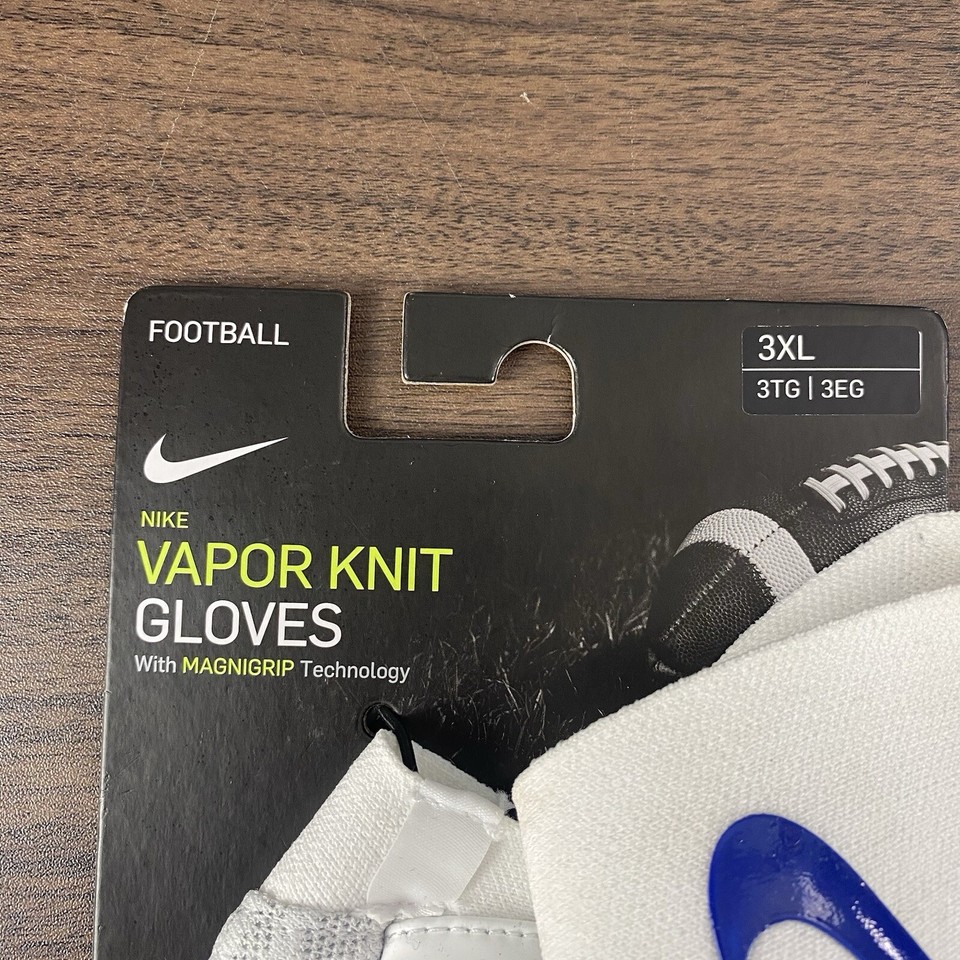 FOOTBALL
3XL
3TG | 3EG
NIKE
VAPOR KNIT
GLOVES
With MAGNIGRIP Technology